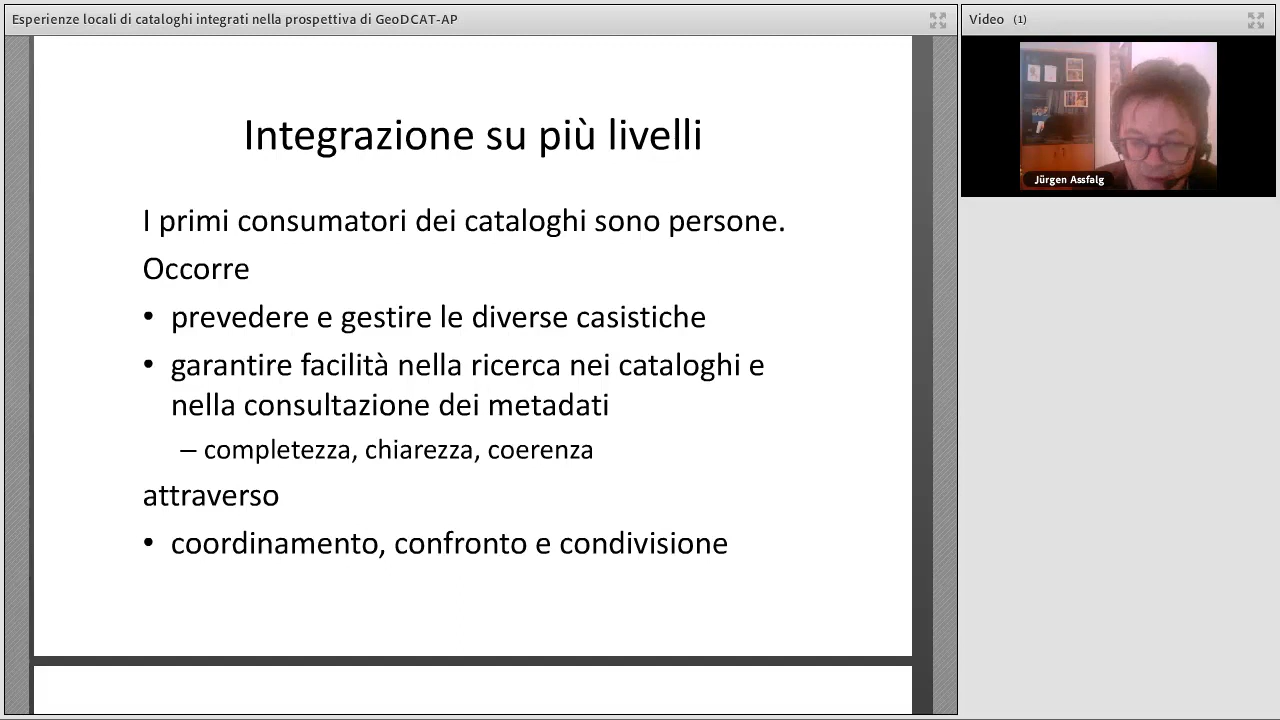 Esperienze locali di cataloghi integrati nella prospettiva di GeoDCAT-AP
Video (1)
Jürgen Assfalg
Integrazione su più livelli
I primi consumatori dei cataloghi sono persone.
Occorre
• prevedere e gestire le diverse casistiche
• garantire facilità nella ricerca nei cataloghi e
nella consultazione dei metadati
– completezza, chiarezza, coerenza
attraverso
• coordinamento, confronto e condivisione